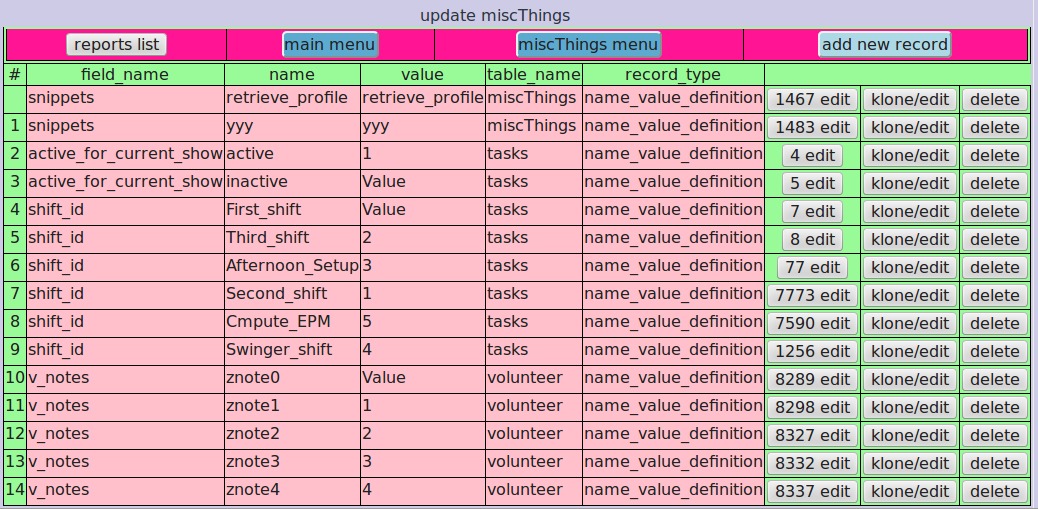 update miscThings
reports list main menu miscThings menu add new record
# field_name name value table_name record_type
snippets retrieve_profile retrieve_profile miscThings name_value_definition 1467 edit klone/edit delete
1 snippets yyy yyy miscThings name_value_definition 1483 edit klone/edit delete
2 active_for_current_show active 1 tasks name_value_definition 4 edit klone/edit delete
3 active_for_current_show inactive Value tasks name_value_definition 5 edit klone/edit delete
4 shift_id First_shift Value tasks name_value_definition 7 edit klone/edit delete
5 shift_id Third_shift 2 tasks name_value_definition 8 edit klone/edit delete
6 shift_id Afternoon_Setup 3 tasks name_value_definition 77 edit klone/edit delete
7 shift_id Second_shift 1 tasks name_value_definition 7773 edit klone/edit delete
8 shift_id Cmpute_EPM 5 tasks name_value_definition 7590 edit klone/edit delete
9 shift_id Swinger_shift 4 tasks name_value_definition 1256 edit klone/edit delete
10 v_notes znote0 Value volunteer name_value_definition 8289 edit klone/edit delete
11 v_notes znote1 1 volunteer name_value_definition 8298 edit klone/edit delete
12 v_notes znote2 2 volunteer name_value_definition 8327 edit klone/edit delete
13 v_notes znote3 3 volunteer name_value_definition 8332 edit klone/edit delete
14 v_notes znote4 4 volunteer name_value_definition 8337 edit klone/edit delete